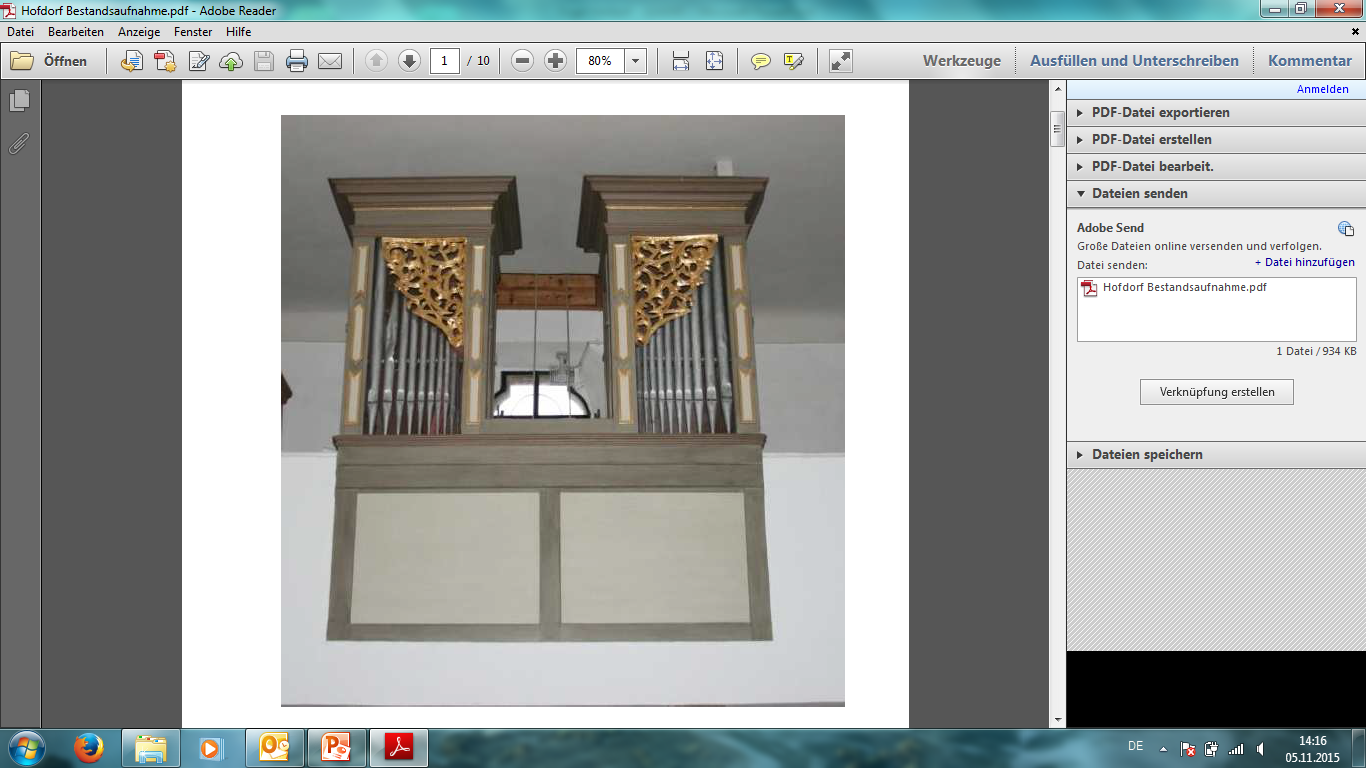 Hofdorf Bestandsaufnahme.pdf - Adobe Reader
Datei Bearbeiten Anzeige Fenster Hilfe
Öffnen 1 / 10 80% Werkzeuge Ausfüllen und Unterschreiben Kommentar
Anmelden
PDF-Datei exportieren
PDF-Datei erstellen
PDF-Datei bearbeit.
Dateien senden
Adobe Send
Große Dateien online versenden und verfolgen.
Datei senden: + Datei hinzufügen
Hofdorf Bestandsaufnahme.pdf
1 Datei / 934 KB
Verknüpfung erstellen
Dateien speichern
DE 14:16
05.11.2015